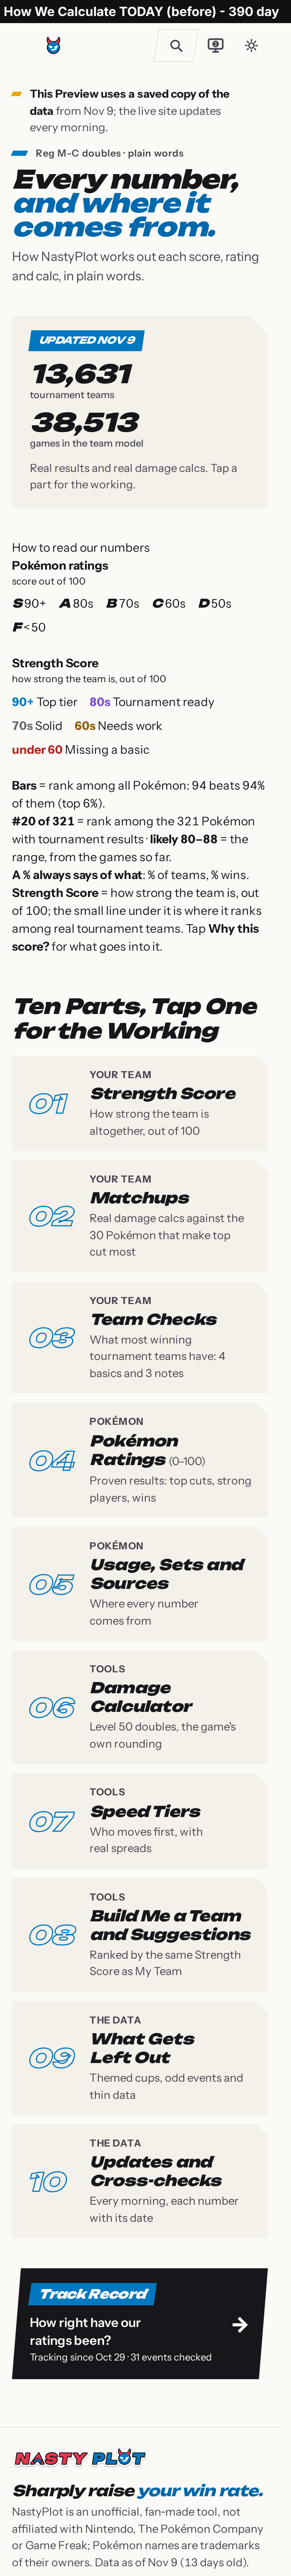 How We Calculate TODAY (before) - 390 day
This Preview uses a saved copy of the
data from Nov 9; the live site updates
every morning.
Reg M-C doubles · plain words
Every number,
and where it
comes from.
How NastyPlot works out each score, rating
and calc, in plain words.
UPDATED NOV 9
13,631
tournament teams
38,513
games in the team model
Real results and real damage calcs. Tap a
part for the working.
How to read our numbers
Pokémon ratings
score out of 100
S 90+ A 80s B 70s C 60s D 50s
F <50
Strength Score
how strong the team is, out of 100
90+ Top tier 80s Tournament ready
70s Solid 60s Needs work
under 60 Missing a basic
Bars = rank among all Pokémon: 94 beats 94%
of them (top 6%).
#20 of 321 = rank among the 321 Pokémon
with tournament results · likely 80–88 = the
range, from the games so far.
A % always says of what: % of teams, % wins.
Strength Score = how strong the team is, out
of 100; the small line under it is where it ranks
among real tournament teams. Tap Why this
score? for what goes into it.
Ten Parts, Tap One
for the Working
YOUR TEAM
01 Strength Score
How strong the team is
altogether, out of 100
YOUR TEAM
02 Matchups
Real damage calcs against the
30 Pokémon that make top
cut most
YOUR TEAM
03 Team Checks
What most winning
tournament teams have: 4
basics and 3 notes
POKÉMON
04 Pokémon
Ratings (0–100)
Proven results: top cuts, strong
players, wins
POKÉMON
05 Usage, Sets and
Sources
Where every number
comes from
TOOLS
06 Damage
Calculator
Level 50 doubles, the game's
own rounding
TOOLS
07 Speed Tiers
Who moves first, with
real spreads
TOOLS
08 Build Me a Team
and Suggestions
Ranked by the same Strength
Score as My Team
THE DATA
09 What Gets
Left Out
Themed cups, odd events and
thin data
THE DATA
10 Updates and
Cross-checks
Every morning, each number
with its date
Track Record
How right have our
ratings been?
Tracking since Oct 29 · 31 events checked
NASTY PLOT
Sharply raise your win rate.
NastyPlot is an unofficial, fan-made tool, not
affiliated with Nintendo, The Pokémon Company
or Game Freak; Pokémon names are trademarks
of their owners. Data as of Nov 9 (13 days old).